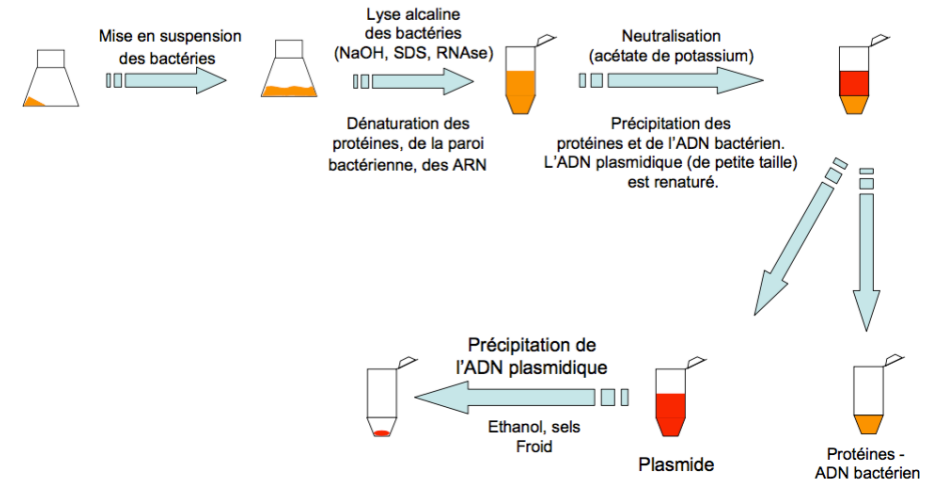 Mise en suspension
des bactéries
Lyse alcaline
des bactéries
(NaOH, SDS, RNAse)
Dénaturation des
protéines, de la paroi
bactérienne, des ARN
Neutralisation
(acétate de potassium)
Précipitation des
protéines et de l'ADN bactérien.
L'ADN plasmidique (de petite taille)
est renaturé.
Précipitation de
l'ADN plasmidique
Ethanol, sels
Froid
Plasmide
Protéines -
ADN bactérien